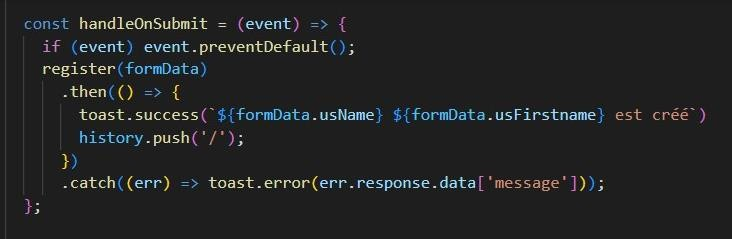 const handleOnSubmit = (event) => {
if (event) event.preventDefault();
register(formData)
.then(() => {
toast.success(`${formData.usName} ${formData.usFirstname} est créé`)
history.push('/');
})
.catch((err) => toast.error(err.response.data['message']));
};